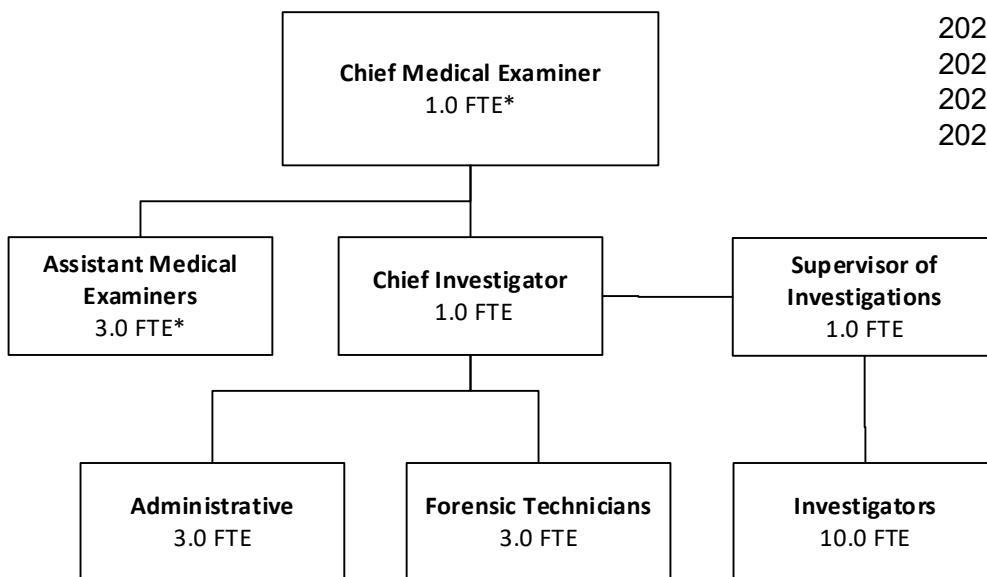 Chief Medical Examiner
1.0 FTE*
202
202
202
202
Assistant Medical
Examiners
3.0 FTE*
Chief Investigator
1.0 FTE
Supervisor of
Investigations
1.0 FTE
Administrative
3.0 FTE
Forensic Technicians
3.0 FTE
Investigators
10.0 FTE